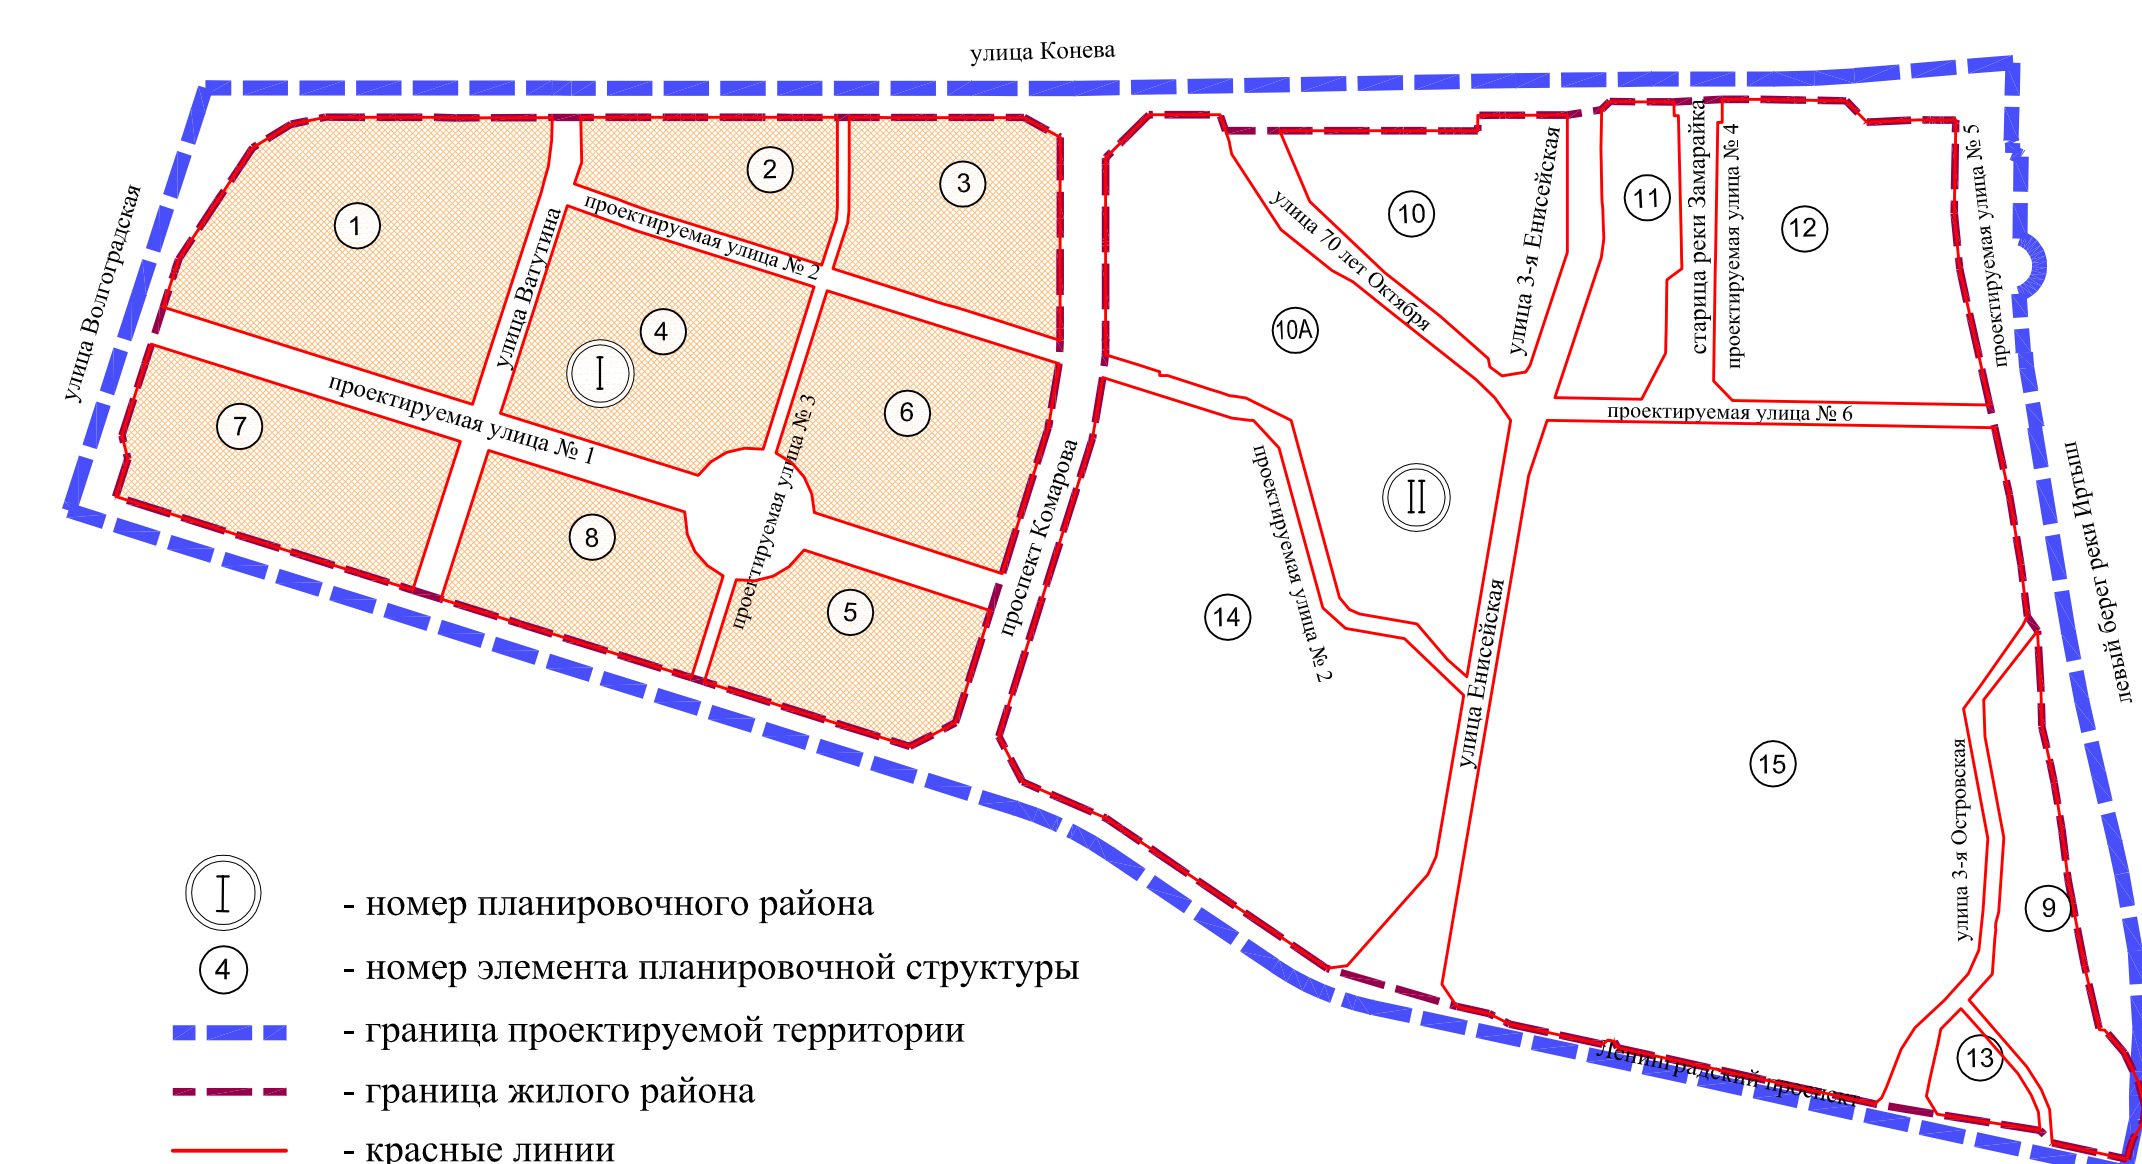 улица Конева
улица Волгоградская
1
2
3
улица Ватутина
проектируемая улица № 2
4
I
проектируемая улица № 1
проектируемая улица № 3
6
7
8
5
проспект Комарова
10
10А
улица 70 лет Октября
улица 3-я Енисейская
11
старица реки Замарайка
проектируемая улица № 4
12
проектируемая улица № 5
проектируемая улица № 6
II
проектируемая улица № 2
14
улица Енисейская
15
левый берег реки Иртыш
улица 3-я Островская
9
13
Ленинградский проспект
I
- номер планировочного района
4
- номер элемента планировочной структуры
- граница проектируемой территории
- граница жилого района
- красные линии